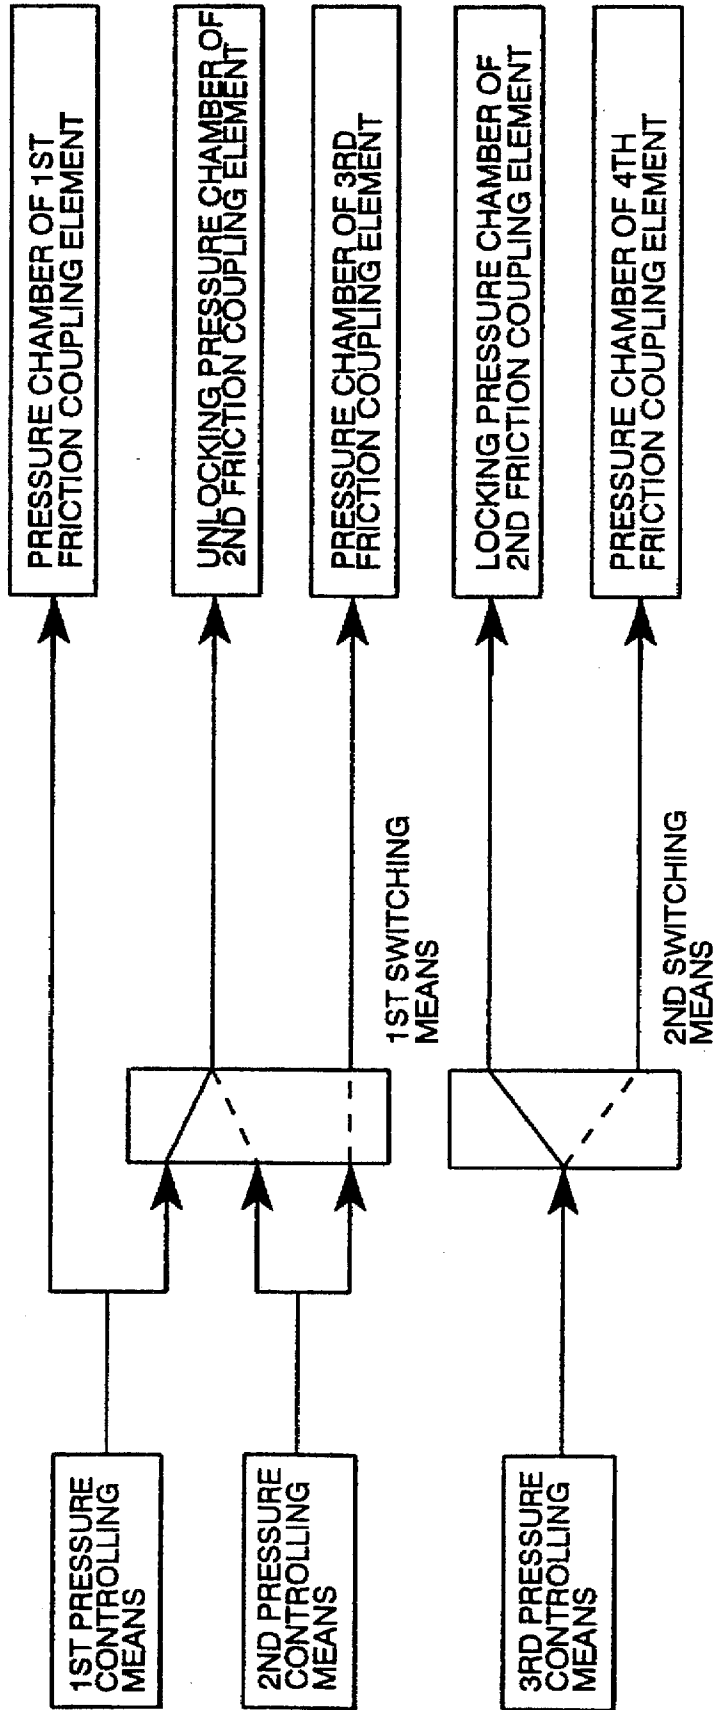 1ST PRESSURE
CONTROLLING
MEANS
2ND PRESSURE
CONTROLLING
MEANS
3RD PRESSURE
CONTROLLING
MEANS
1ST SWITCHING
MEANS
2ND SWITCHING
MEANS
PRESSURE CHAMBER OF 1ST
FRICTION COUPLING ELEMENT
UNLOCKING PRESSURE CHAMBER OF
2ND FRICTION COUPLING ELEMENT
PRESSURE CHAMBER OF 3RD
FRICTION COUPLING ELEMENT
LOCKING PRESSURE CHAMBER OF
2ND FRICTION COUPLING ELEMENT
PRESSURE CHAMBER OF 4TH
FRICTION COUPLING ELEMENT